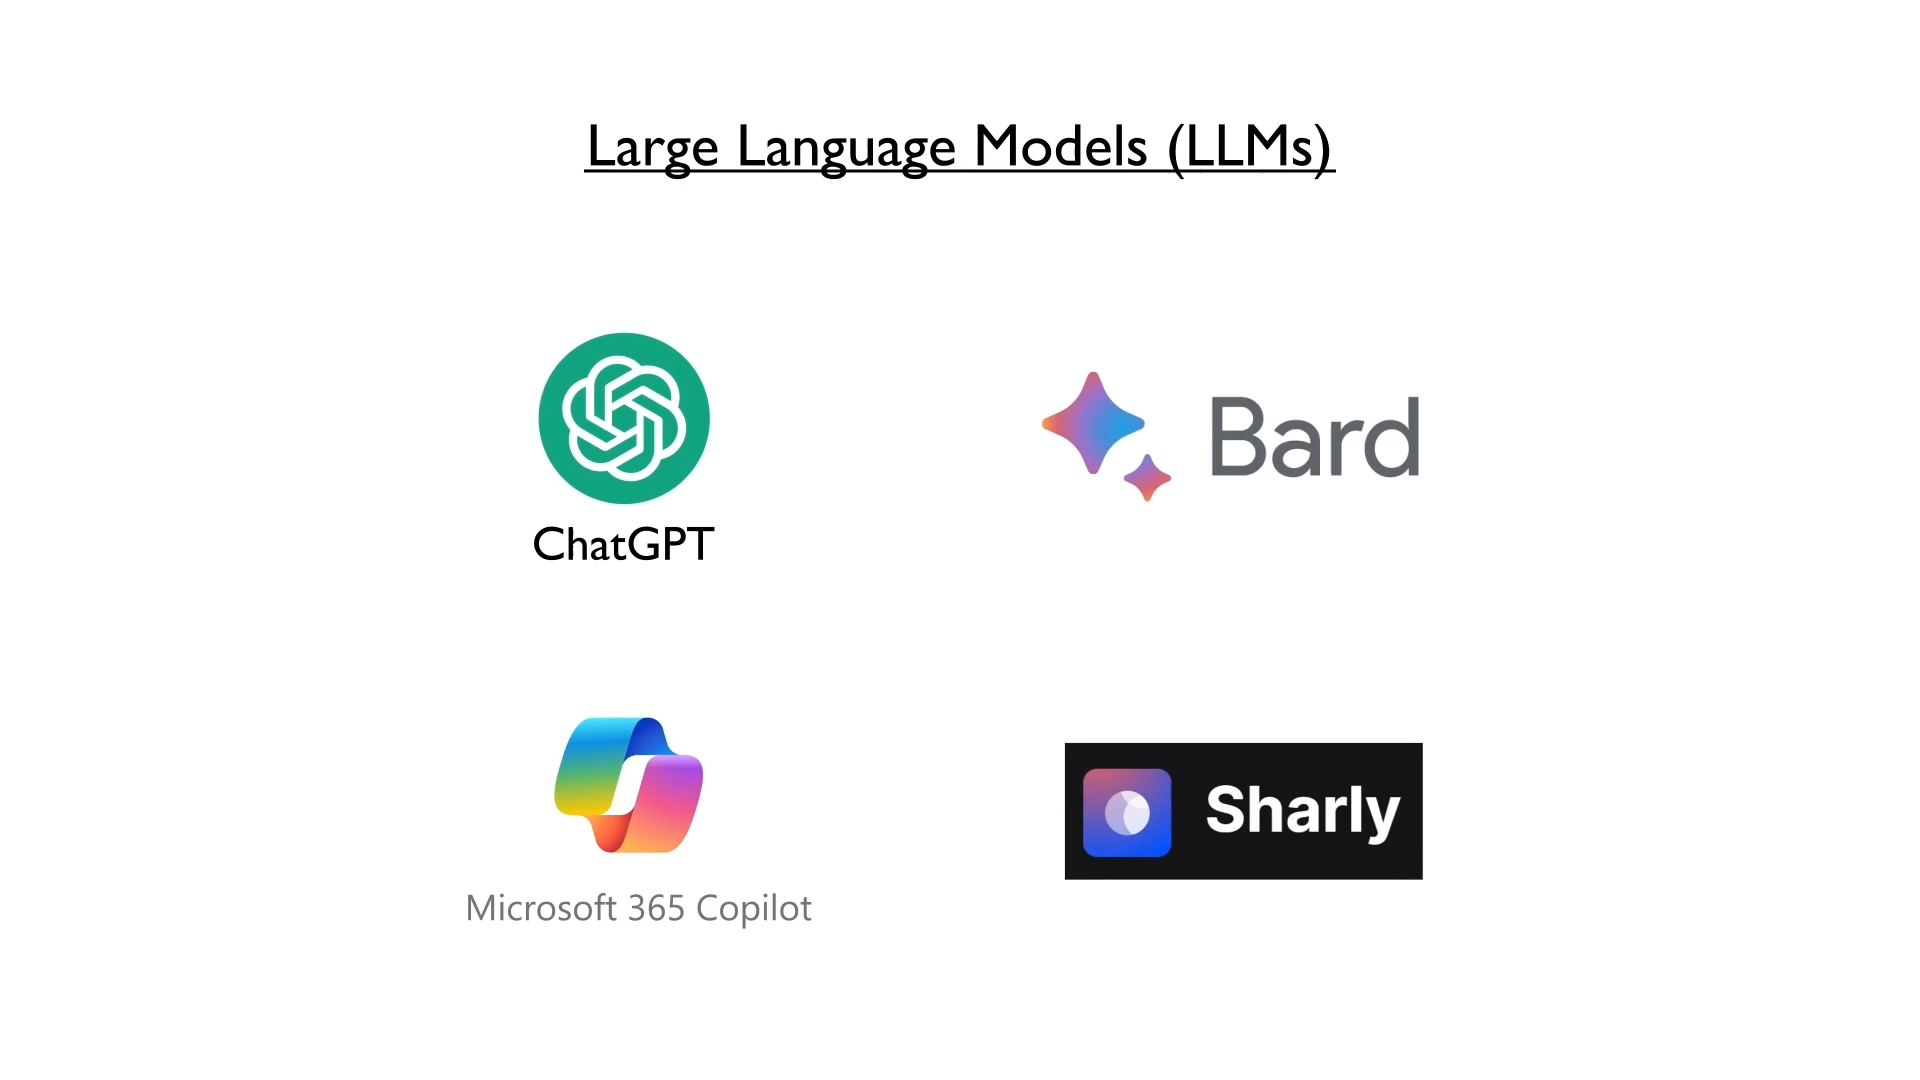 Large Language Models (LLMs)
ChatGPT
Bard
Microsoft 365 Copilot
Sharly